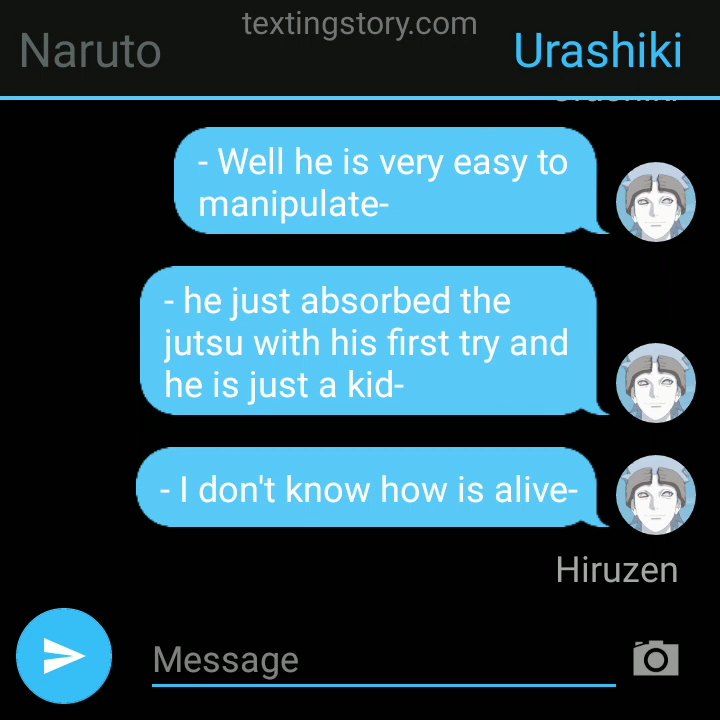 textingstory.com
Naruto
Urashiki
- Well he is very easy to
manipulate-
- he just absorbed the
jutsu with his first try and
he is just a kid-
- I don't know how is alive-
Hiruzen
Message